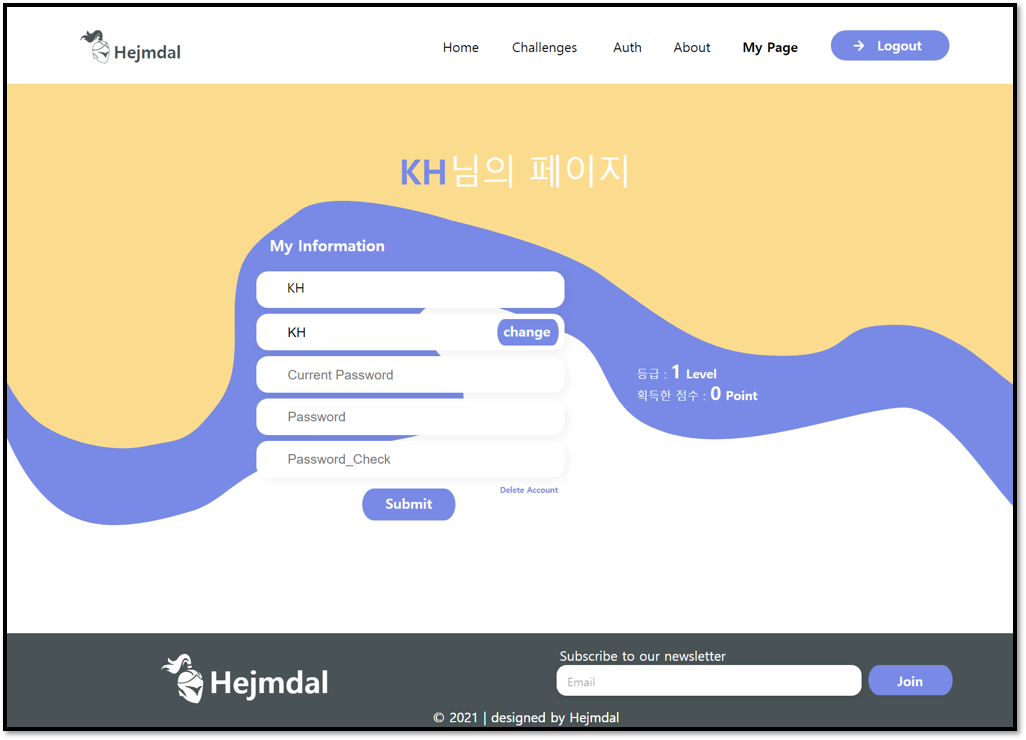 Hejmdal
Home Challenges Auth About My Page → Logout
KH님의 페이지
My Information
KH
KH change
Current Password
Password
Password_Check
Submit
Delete Account
등급 : 1 Level
획득한 점수 : 0 Point
Hejmdal
Subscribe to our newsletter
Email Join
© 2021 | designed by Hejmdal